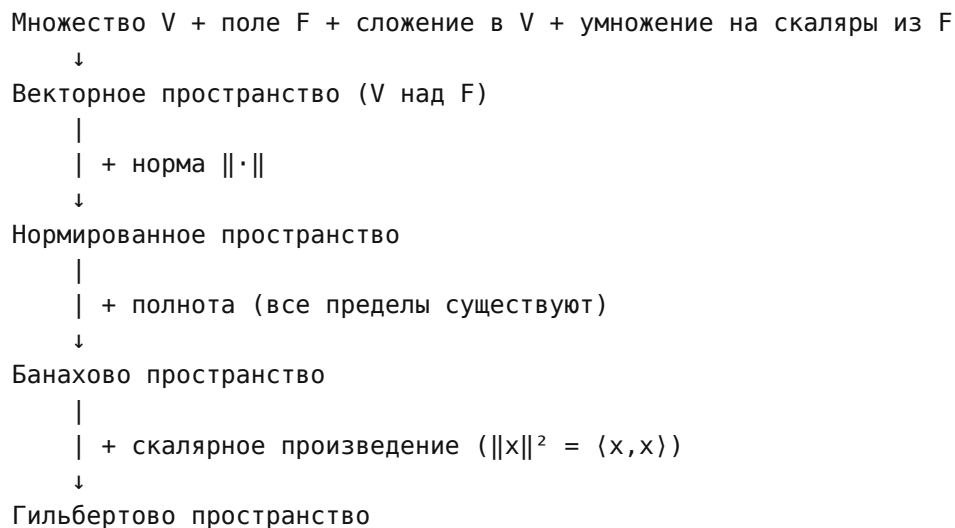 Множество V + поле F + сложение в V + умножение на скаляры из F
↓
Векторное пространство (V над F)
|
| + норма ‖·‖
↓
Нормированное пространство
|
| + полнота (все пределы существуют)
↓
Банахово пространство
|
| + скалярное произведение (‖x‖² = ⟨x,x⟩)
↓
Гильбертово пространство